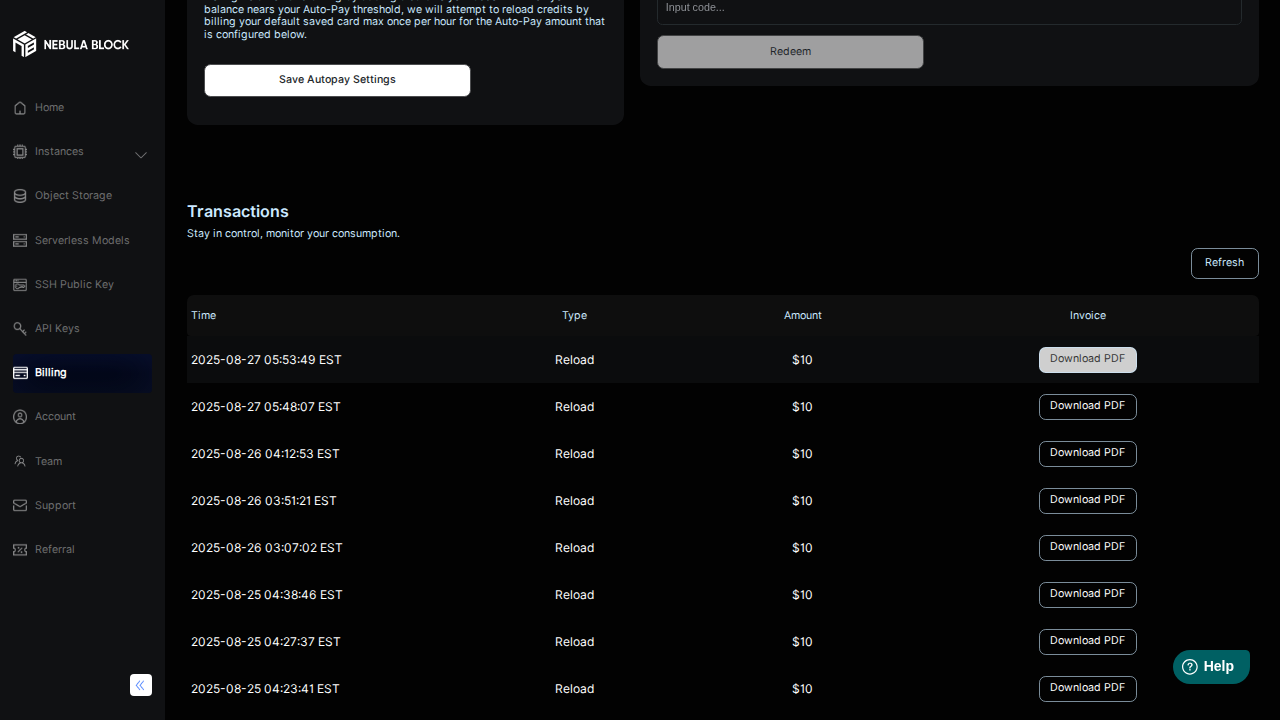 NEBULA BLOCK
Home
Instances
Object Storage
Serverless Models
SSH Public Key
API Keys
Billing
Account
Team
Support
Referral
balance nears your Auto-Pay threshold, we will attempt to reload credits by
billing your default saved card max once per hour for the Auto-Pay amount that
is configured below.
Save Autopay Settings
Input code...
Redeem
Transactions
Stay in control, monitor your consumption.
Refresh
Time Type Amount Invoice
2025-08-27 05:53:49 EST Reload $10 Download PDF
2025-08-27 05:48:07 EST Reload $10 Download PDF
2025-08-26 04:12:53 EST Reload $10 Download PDF
2025-08-26 03:51:21 EST Reload $10 Download PDF
2025-08-26 03:07:02 EST Reload $10 Download PDF
2025-08-25 04:38:46 EST Reload $10 Download PDF
2025-08-25 04:27:37 EST Reload $10 Download PDF
2025-08-25 04:23:41 EST Reload $10 Download PDF
Help